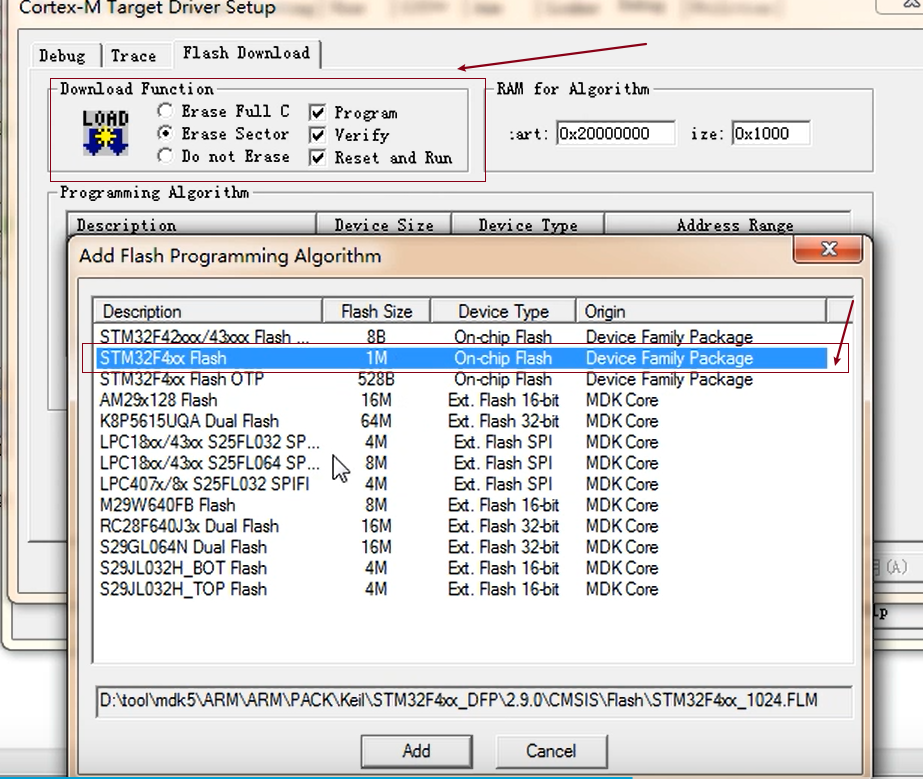 Cortex-M Target Driver Setup
Debug Trace Flash Download
Download Function
LOAD
Erase Full C
Erase Sector
Do not Erase
Program
Verify
Reset and Run
RAM for Algorithm
:art: 0x20000000 ize: 0x1000
Programming Algorithm
Description Device Size Device Type Address Range
Add Flash Programming Algorithm
Description Flash Size Device Type Origin
STM32F42xxx/43xxx Flash ... 8B On-chip Flash Device Family Package
STM32F4xx Flash 1M On-chip Flash Device Family Package
STM32F4xx Flash OTP 528B On-chip Flash Device Family Package
AM29x128 Flash 16M Ext. Flash 16-bit MDK Core
K8P5615UQA Dual Flash 64M Ext. Flash 32-bit MDK Core
LPC18xx/43xx S25FL032 SP... 4M Ext. Flash SPI MDK Core
LPC18xx/43xx S25FL064 SP... 8M Ext. Flash SPI MDK Core
LPC407x/8x S25FL032 SPIFI 4M Ext. Flash SPI MDK Core
M29W640FB Flash 8M Ext. Flash 16-bit MDK Core
RC28F640J3x Dual Flash 16M Ext. Flash 32-bit MDK Core
S29GL064N Dual Flash 16M Ext. Flash 32-bit MDK Core
S29JL032H_BOT Flash 4M Ext. Flash 16-bit MDK Core
S29JL032H_TOP Flash 4M Ext. Flash 16-bit MDK Core
(A)
lp
D:\tool\mdk5\ARM\ARM\PACK\Keil\STM32F4xx_DFP\2.9.0\CMSIS\Flash\STM32F4xx_1024.FLM
Add Cancel